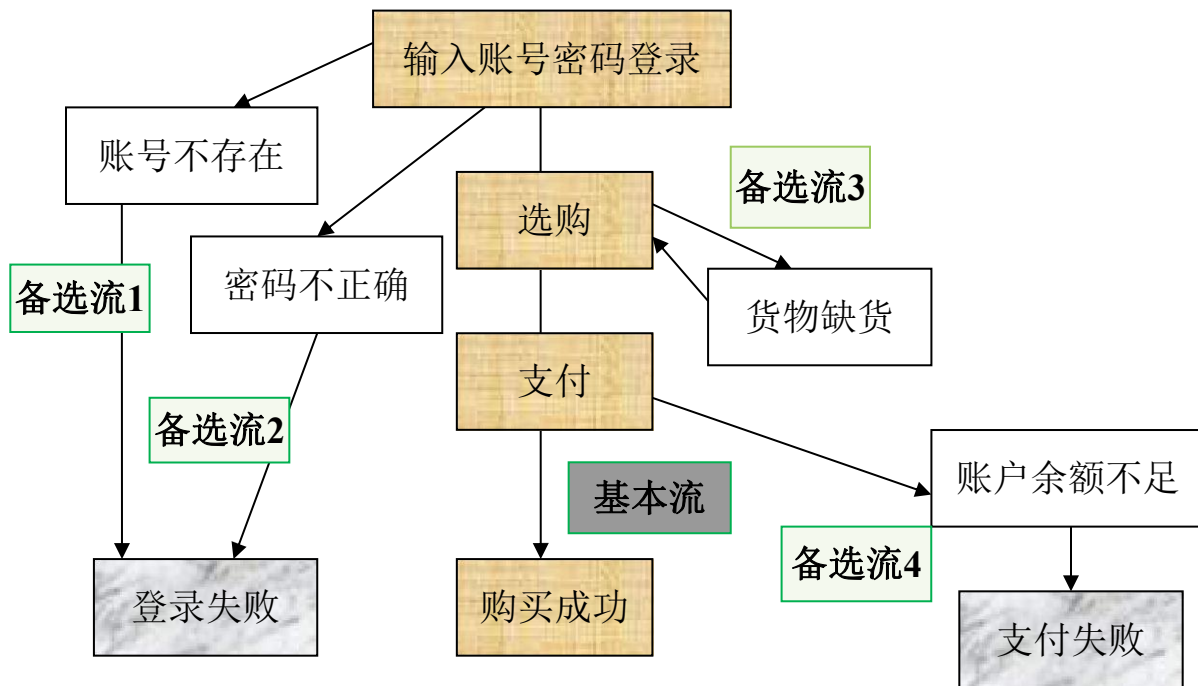 输入账号密码登录
账号不存在
备选流3
选购
密码不正确
备选流1
货物缺货
支付
备选流2
账户余额不足
基本流
备选流4
登录失败
购买成功
支付失败